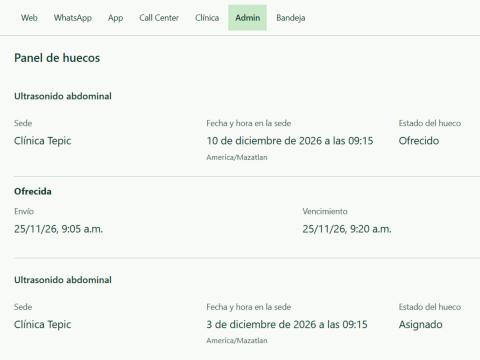 Web WhatsApp App Call Center Clínica Admin Bandeja
Panel de huecos
Ultrasonido abdominal
Sede Fecha y hora en la sede Estado del hueco
Clínica Tepic 10 de diciembre de 2026 a las 09:15 Ofrecido
America/Mazatlan
Ofrecida
Envío Vencimiento
25/11/26, 9:05 a.m. 25/11/26, 9:20 a.m.
Ultrasonido abdominal
Sede Fecha y hora en la sede Estado del hueco
Clínica Tepic 3 de diciembre de 2026 a las 09:15 Asignado
America/Mazatlan